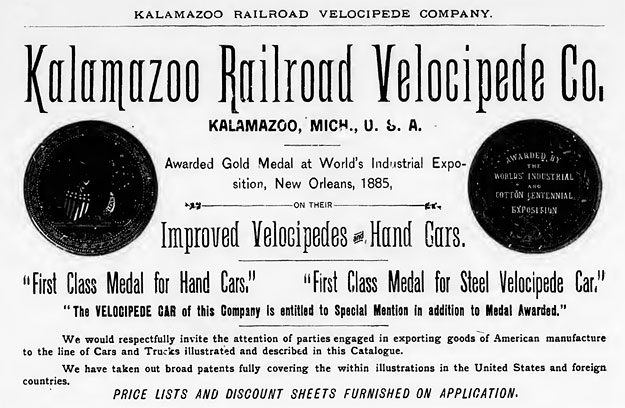 KALAMAZOO RAILROAD VELOCIPEDE COMPANY.
Kalamazoo Railroad Velocipede Co.
KALAMAZOO, MICH., U. S. A.
Awarded Gold Medal at World's Industrial Expo-
sition, New Orleans, 1885,
ON THEIR
Improved Velocipedes and Hand Cars.
AWARDED BY
THE
WORLDS' INDUSTRIAL
AND
COTTON CENTENNIAL
EXPOSITION
"First Class Medal for Hand Cars." "First Class Medal for Steel Velocipede Car."
"The VELOCIPEDE CAR of this Company is entitled to Special Mention in addition to Medal Awarded."
We would respectfully invite the attention of parties engaged in exporting goods of American manufacture
to the line of Cars and Trucks illustrated and described in this Catalogue.
We have taken out broad patents fully covering the within illustrations in the United States and foreign
countries.
PRICE LISTS AND DISCOUNT SHEETS FURNISHED ON APPLICATION.